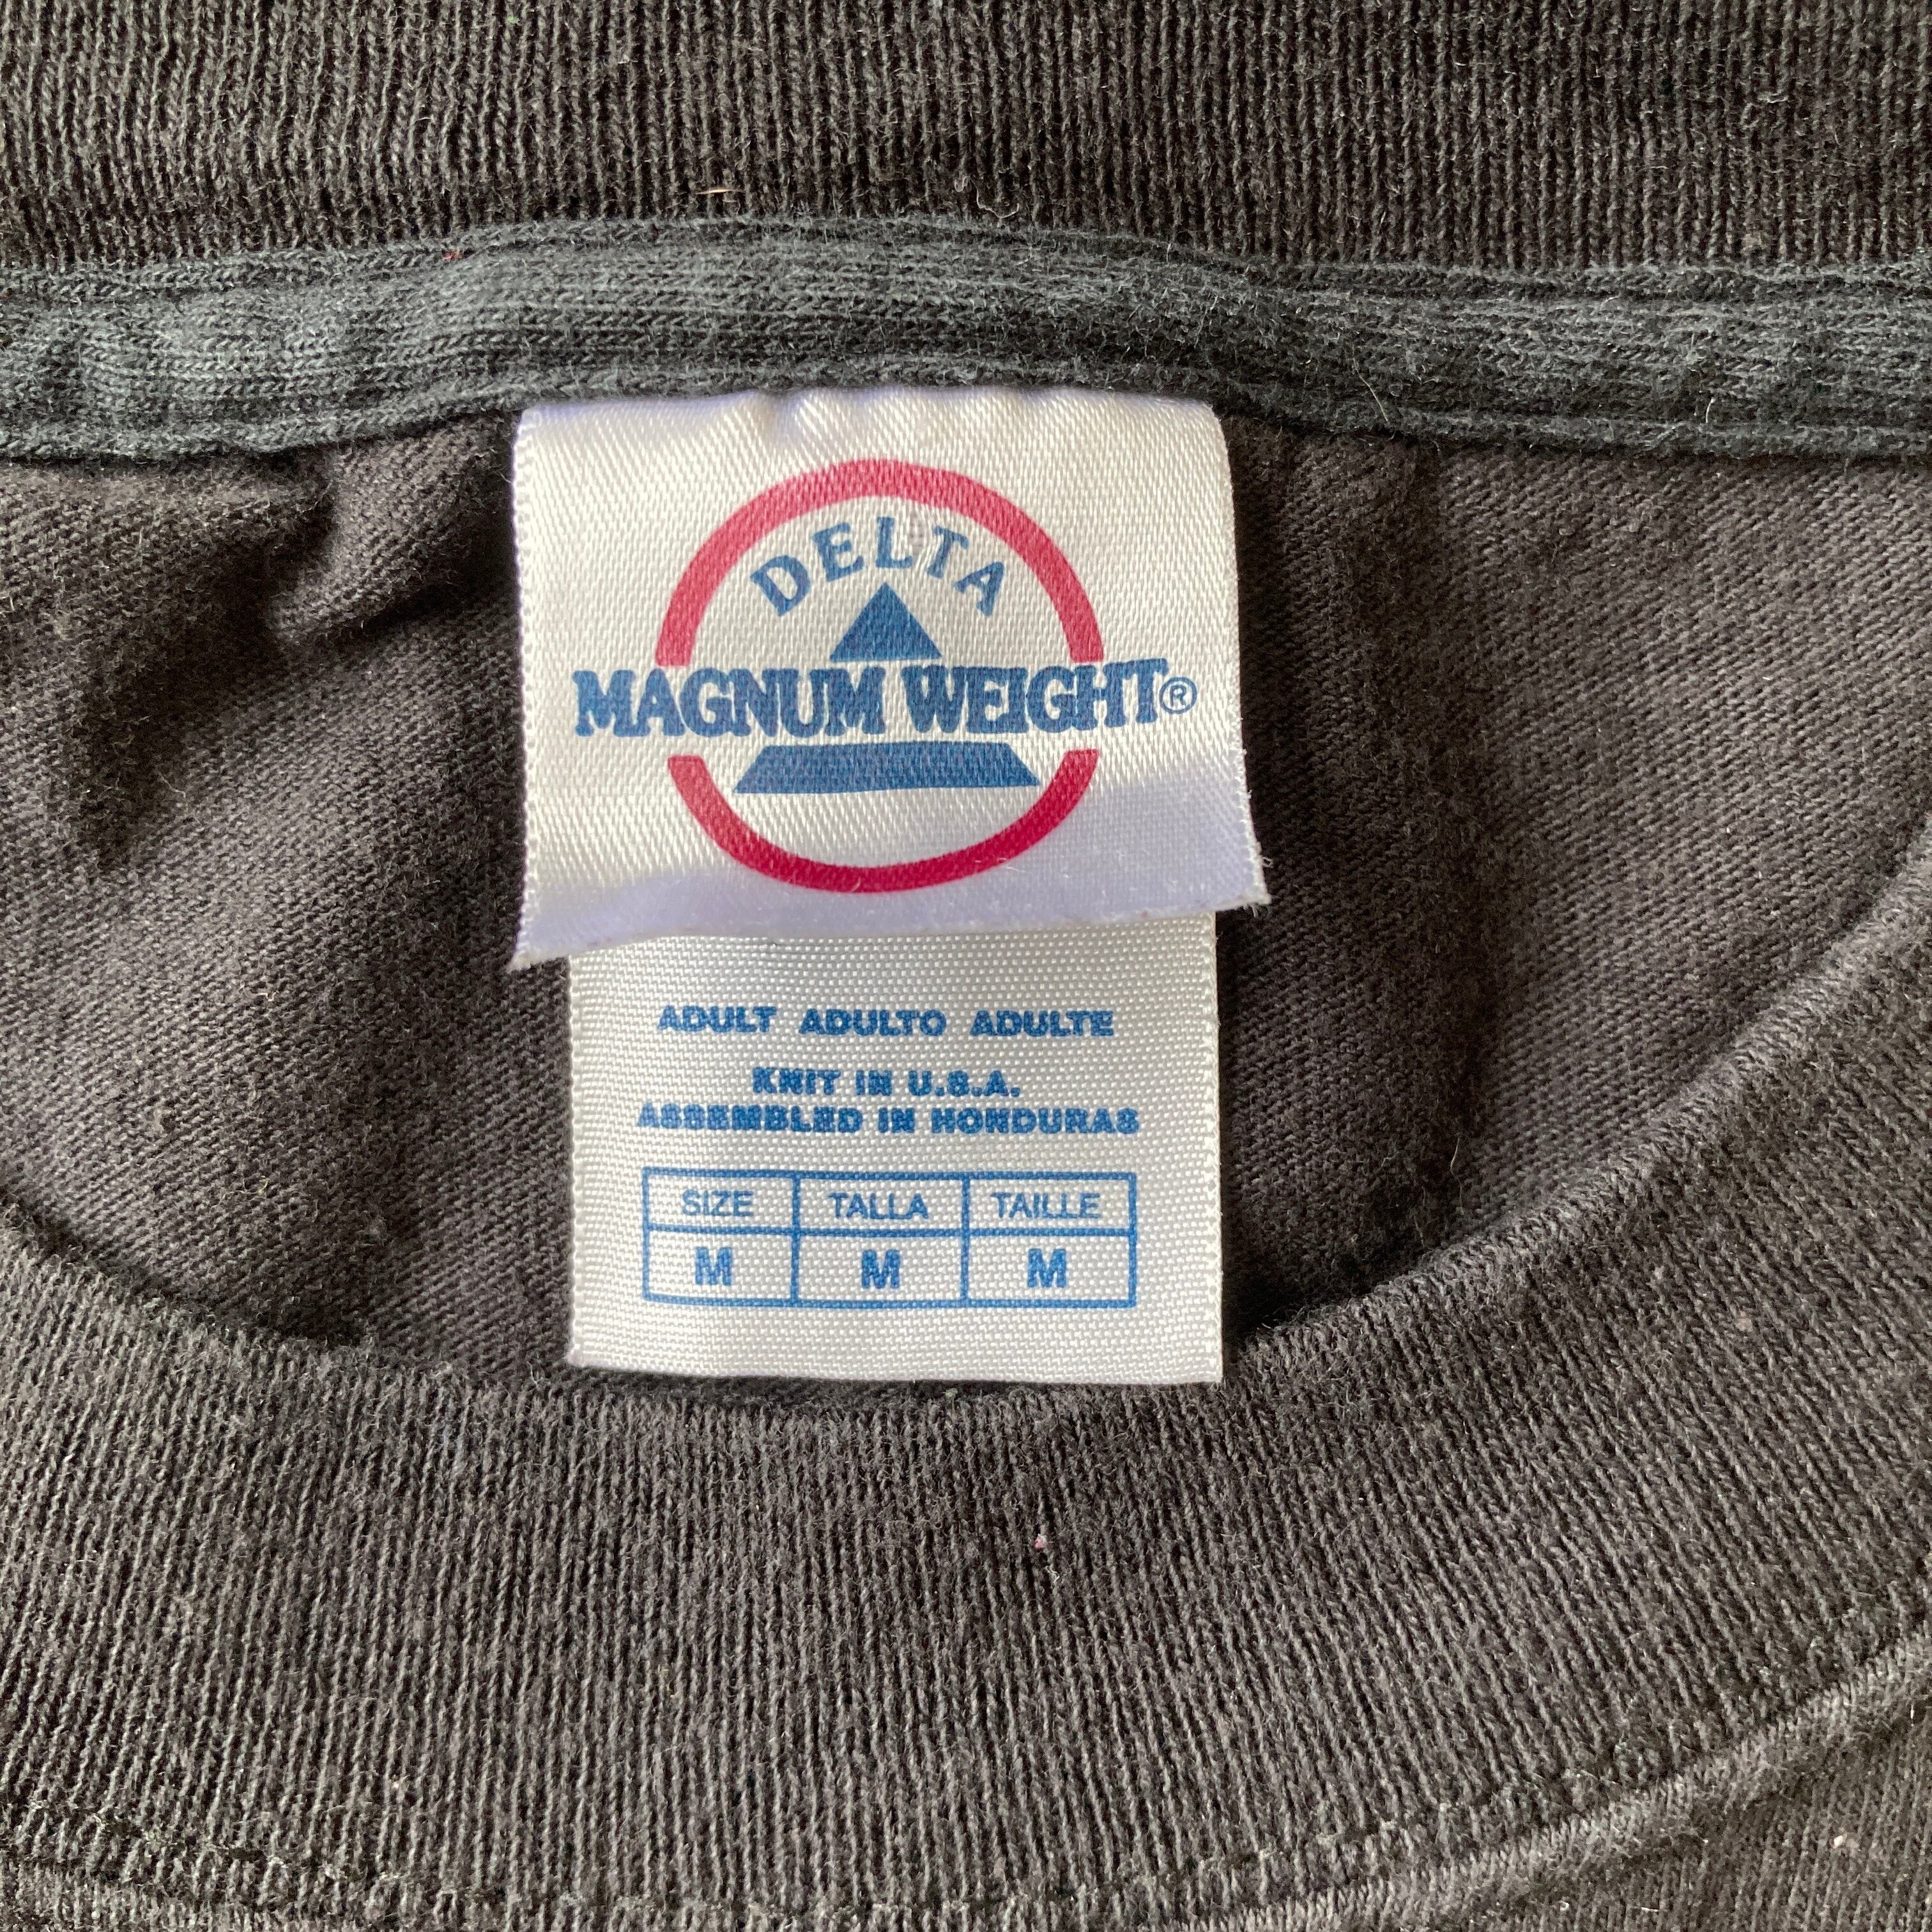 DELTA
MAGNUM WEIGHT®
ADULT ADULTO ADULTE
KNIT IN U.S.A.
ASSEMBLED IN HONDURAS
SIZE TALLA TAILLE
M M M